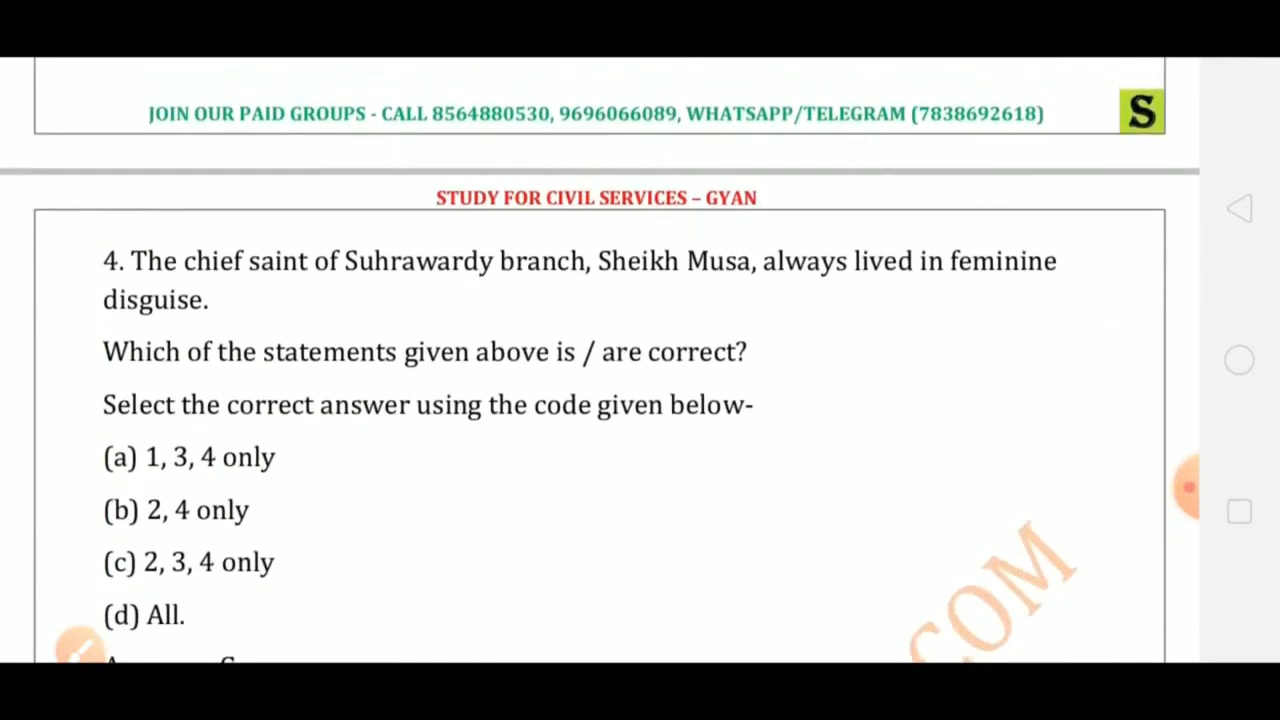 JOIN OUR PAID GROUPS - CALL 8564880530, 9696066089, WHATSAPP/TELEGRAM (7838692618)
S
STUDY FOR CIVIL SERVICES – GYAN
4. The chief saint of Suhrawardy branch, Sheikh Musa, always lived in feminine
disguise.
Which of the statements given above is / are correct?
Select the correct answer using the code given below-
(a) 1, 3, 4 only
(b) 2, 4 only
(c) 2, 3, 4 only
(d) All.
COM